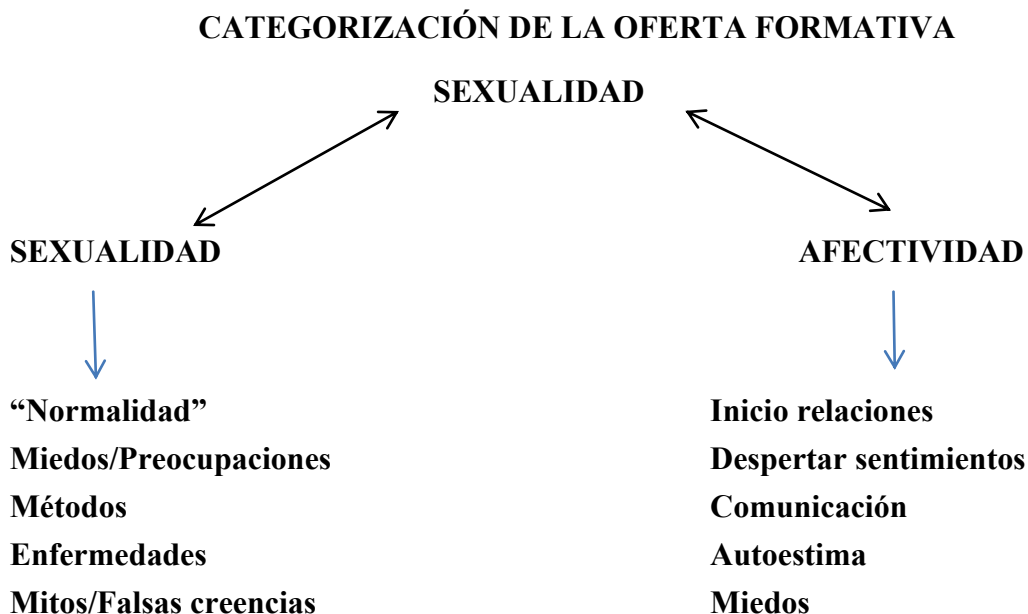 CATEGORIZACIÓN DE LA OFERTA FORMATIVA
SEXUALIDAD
SEXUALIDAD
AFECTIVIDAD
“Normalidad”
Miedos/Preocupaciones
Métodos
Enfermedades
Mitos/Falsas creencias
Inicio relaciones
Despertar sentimientos
Comunicación
Autoestima
Miedos